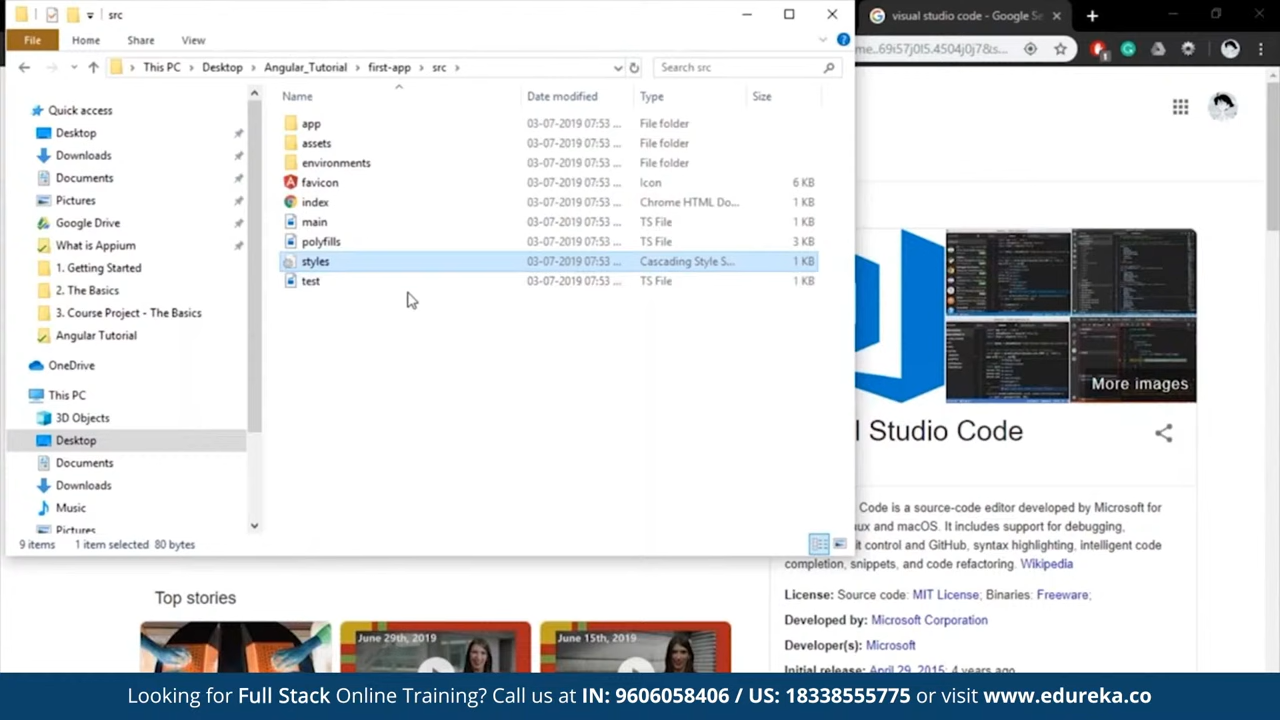 src
visual studio code - Google Se
File
Home
Share
View
This PC
Desktop
Angular_Tutorial
first-app
src
Search src
Quick access
Desktop
Downloads
Documents
Pictures
Google Drive
What is Appium
1. Getting Started
2. The Basics
3. Course Project - The Basics
Angular Tutorial
OneDrive
This PC
3D Objects
Desktop
Documents
Downloads
Music
Pictures
Name Date modified Type Size
app 03-07-2019 07:53 ... File folder
assets 03-07-2019 07:53 ... File folder
environments 03-07-2019 07:53 ... File folder
favicon 03-07-2019 07:53 ... Icon 6 KB
index 03-07-2019 07:53 ... Chrome HTML Do... 1 KB
main 03-07-2019 07:53 ... TS File 1 KB
polyfills 03-07-2019 07:53 ... TS File 3 KB
styles 03-07-2019 07:53 ... Cascading Style S... 1 KB
test 03-07-2019 07:53 ... TS File 1 KB
9 items 1 item selected 80 bytes
More images
l Studio Code
Code is a source-code editor developed by Microsoft for
ux and macOS. It includes support for debugging,
it control and GitHub, syntax highlighting, intelligent code
completion, snippets, and code refactoring. Wikipedia
License: Source code: MIT License; Binaries: Freeware;
Developed by: Microsoft Corporation
Developer(s): Microsoft
Initial release: April 29, 2015; 4 years ago
Top stories
June 29th, 2019
June 15th, 2019
Looking for Full Stack Online Training? Call us at IN: 9606058406 / US: 18338555775 or visit www.edureka.co